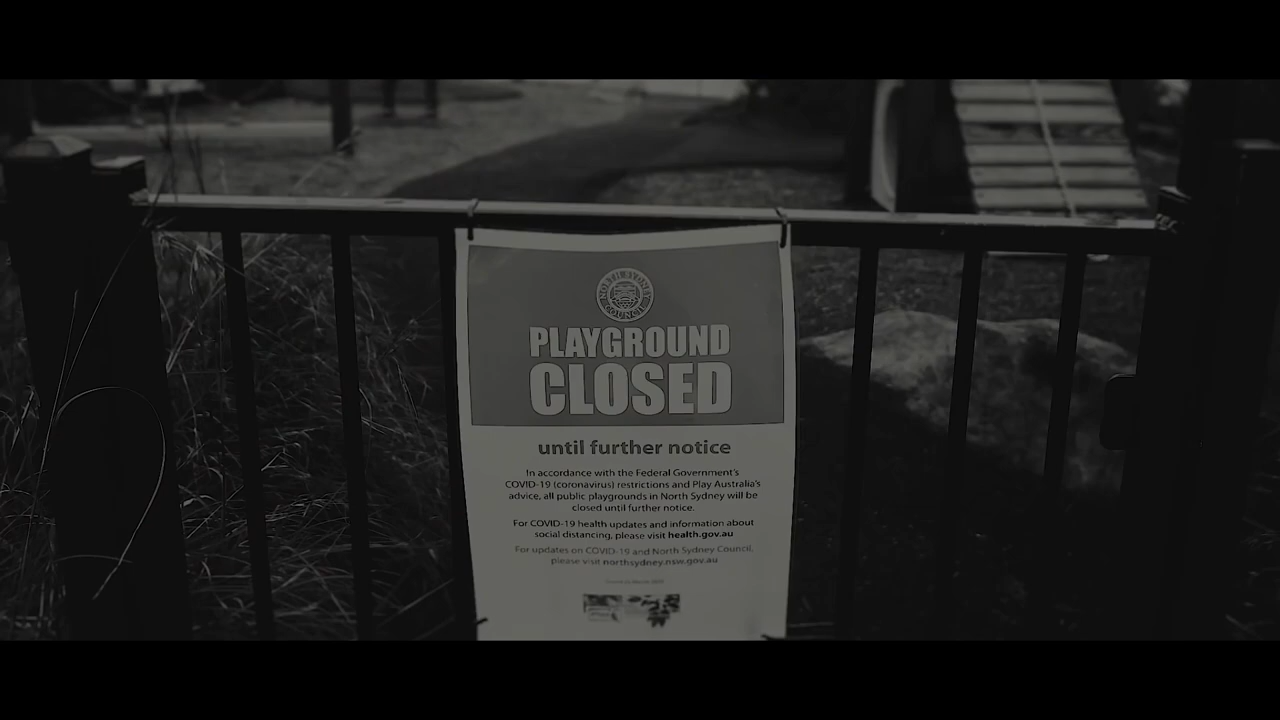 NORTH SYDNEY
COUNCIL
PLAYGROUND
CLOSED
until further notice
In accordance with the Federal Government's
COVID-19 (coronavirus) restrictions and Play Australia's
advice, all public playgrounds in North Sydney will be
closed until further notice.
For COVID-19 health updates and information about
social distancing, please visit health.gov.au
For updates on COVID-19 and North Sydney Council,
please visit northsydney.nsw.gov.au